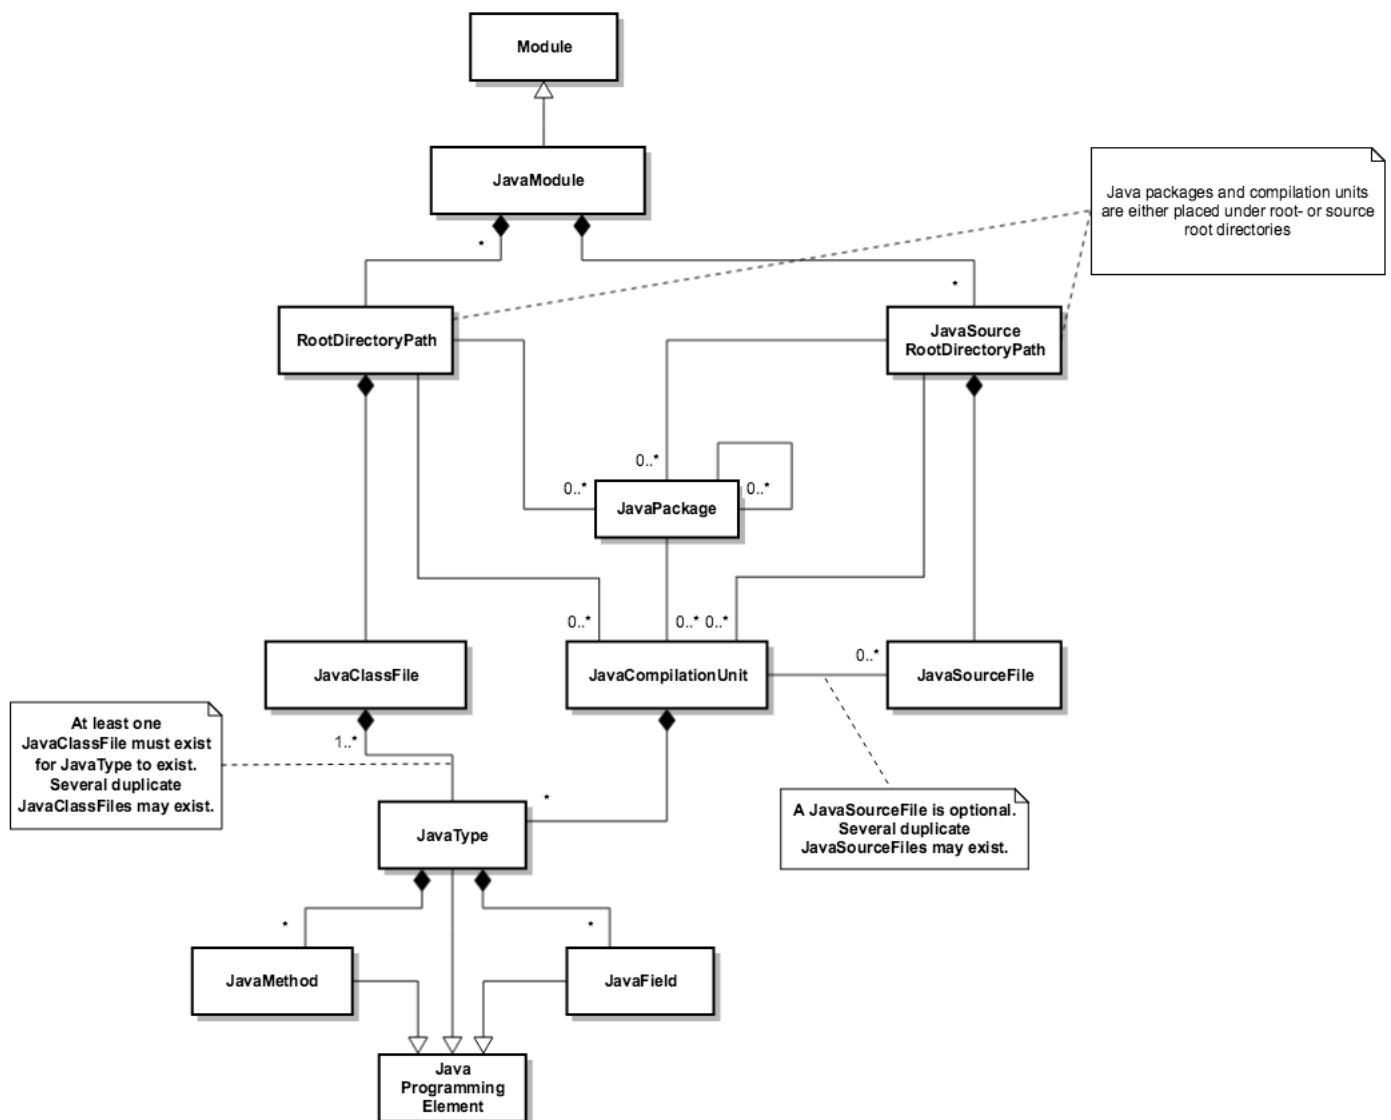 Module
JavaModule
*
*
Java packages and compilation units
are either placed under root- or source
root directories
RootDirectoryPath
JavaSource
RootDirectoryPath
0..*
0..*
0..*
JavaPackage
0..*
0..* 0..*
0..*
JavaClassFile
JavaCompilationUnit
JavaSourceFile
At least one
JavaClassFile must exist
for JavaType to exist.
Several duplicate
JavaClassFiles may exist.
1..*
*
A JavaSourceFile is optional.
Several duplicate
JavaSourceFiles may exist.
JavaType
*
*
JavaMethod
JavaField
Java
Programming
Element